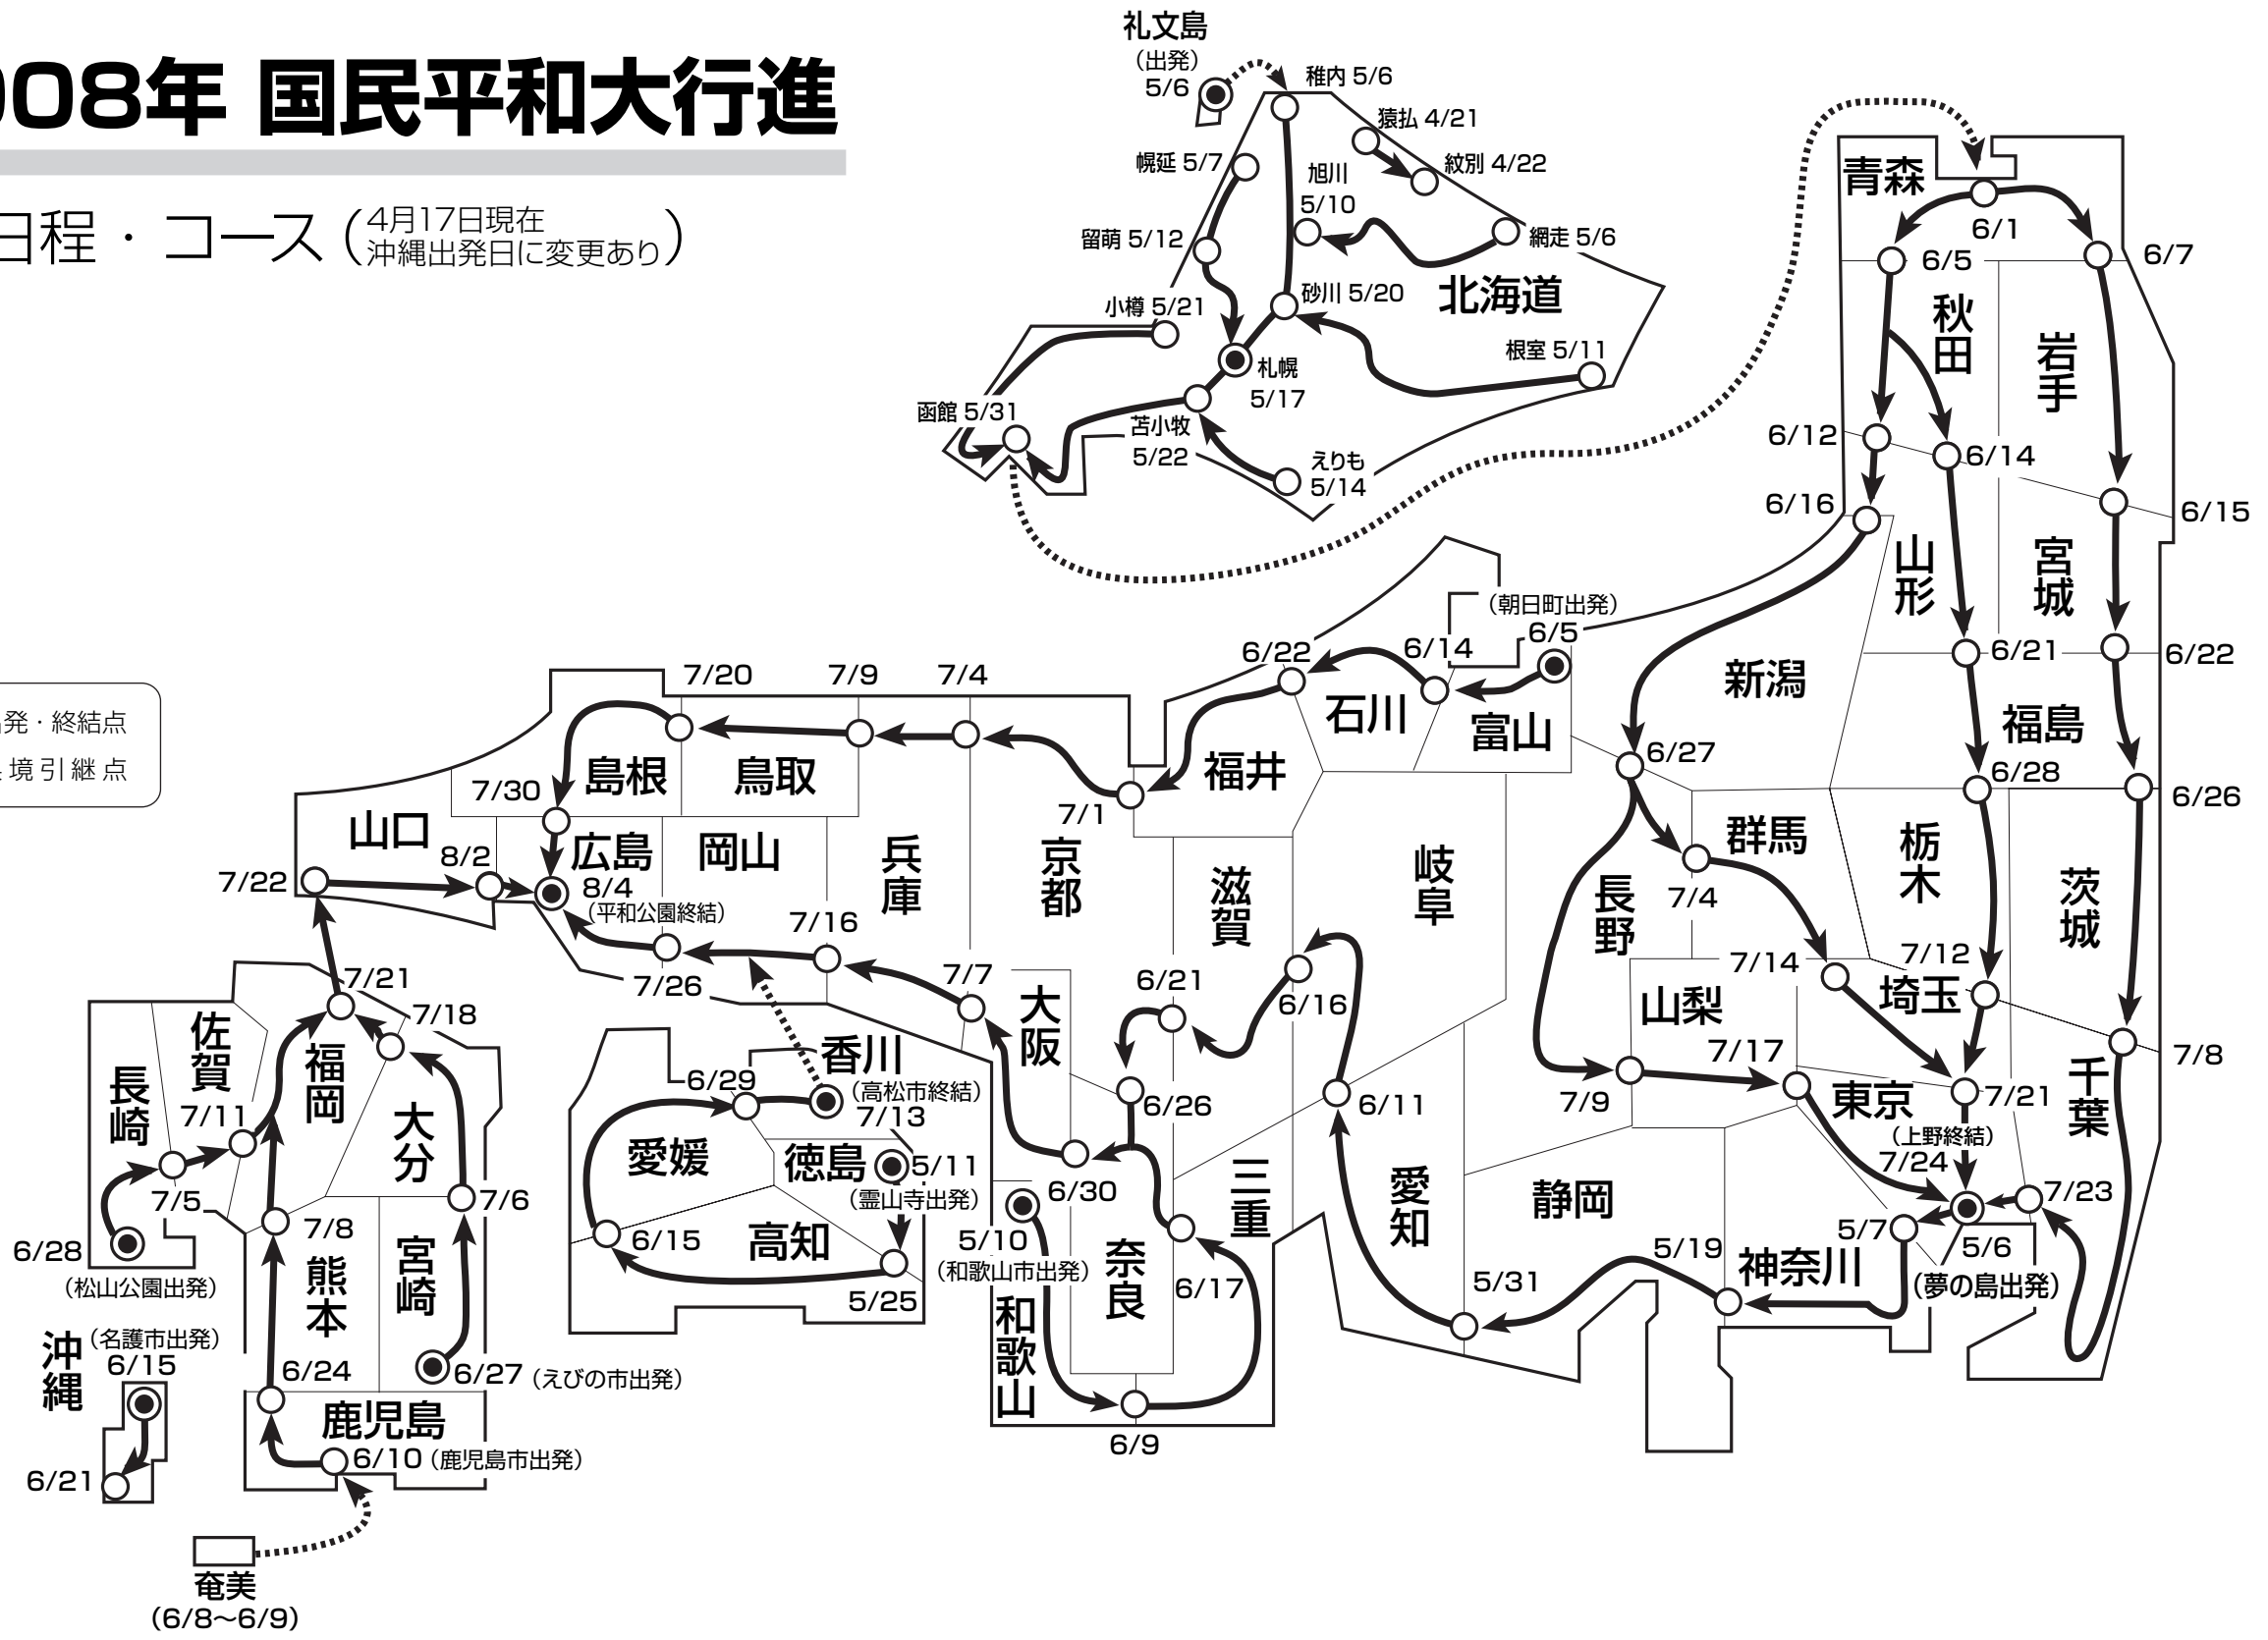 008年 国民平和大行進
日程・コース
(4月17日現在
沖縄出発日に変更あり)
発・終結点
境引継点
礼文島
(出発)
5/6
稚内 5/6
猿払 4/21
紋別 4/22
幌延 5/7
旭川
5/10
留萌 5/12
網走 5/6
北海道
小樽 5/21
砂川 5/20
根室 5/11
札幌
5/17
函館 5/31
苫小牧
5/22
えりも
5/14
青森
6/1
6/5
6/7
秋田
岩手
6/12
6/14
6/16
6/15
山形
宮城
6/21
6/22
新潟
福島
6/27
6/28
6/26
(朝日町出発)
6/5
6/14
6/22
石川
富山
福井
7/20
7/9
7/4
7/1
島根
鳥取
7/30
山口
8/2
広島
岡山
兵庫
京都
滋賀
岐阜
7/22
8/4
(平和公園終結)
7/16
7/26
7/7
大阪
6/21
6/16
長野
群馬
栃木
茨城
7/4
7/14
7/12
埼玉
山梨
7/17
7/9
東京
7/21
千葉
7/8
(上野終結)
7/24
7/23
5/7
5/6
(夢の島出発)
神奈川
5/19
静岡
5/31
愛知
6/11
三重
6/26
6/30
奈良
6/17
6/9
5/10
(和歌山市出発)
和歌山
香川
(高松市終結)
7/13
6/29
愛媛
徳島
5/11
(霊山寺出発)
高知
6/15
5/25
7/21
7/18
佐賀
福岡
長崎
7/11
大分
7/5
7/8
7/6
6/28
(松山公園出発)
熊本
宮崎
6/24
6/27 (えびの市出発)
鹿児島
6/10 (鹿児島市出発)
沖縄
(名護市出発)
6/15
6/21
奄美
(6/8〜6/9)